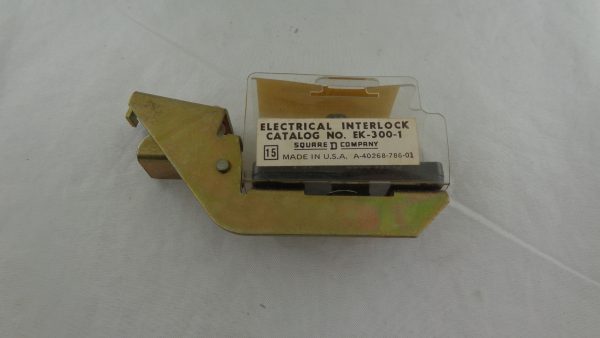 ELECTRICAL INTERLOCK
CATALOG NO. EK-300-1
SQUARE D COMPANY
15 MADE IN U.S.A. A-40268-786-01